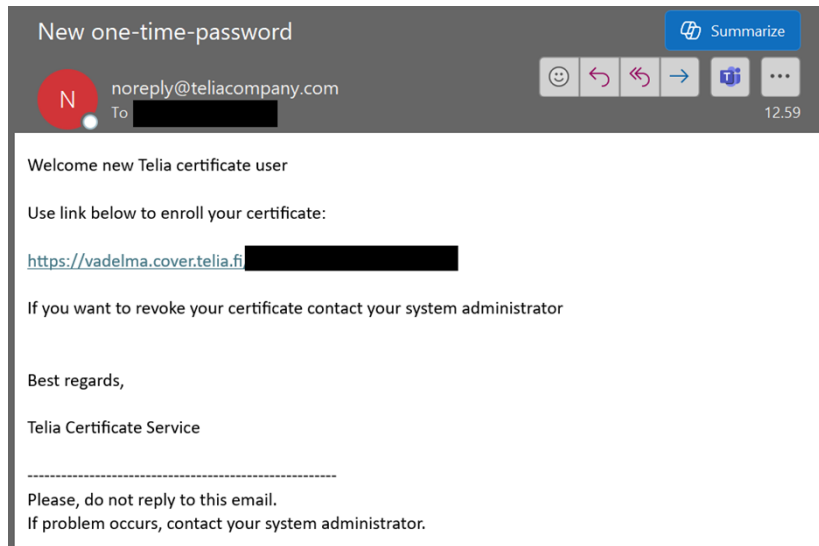 New one-time-password
Summarize
N
noreply@teliacompany.com
To
12.59
Welcome new Telia certificate user
Use link below to enroll your certificate:
https://vadelma.cover.telia.fi/
If you want to revoke your certificate contact your system administrator
Best regards,
Telia Certificate Service
-------------------------------------------------------
Please, do not reply to this email.
If problem occurs, contact your system administrator.